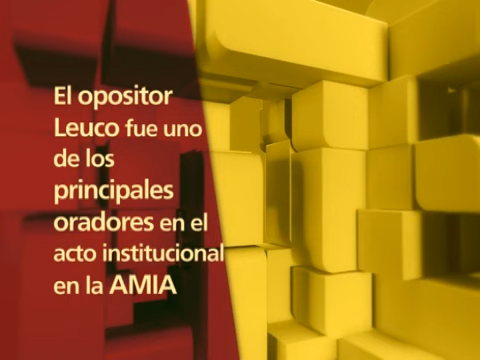 El opositor
Leuco fue uno
de los
principales
oradores en el
acto institucional
en la AMIA